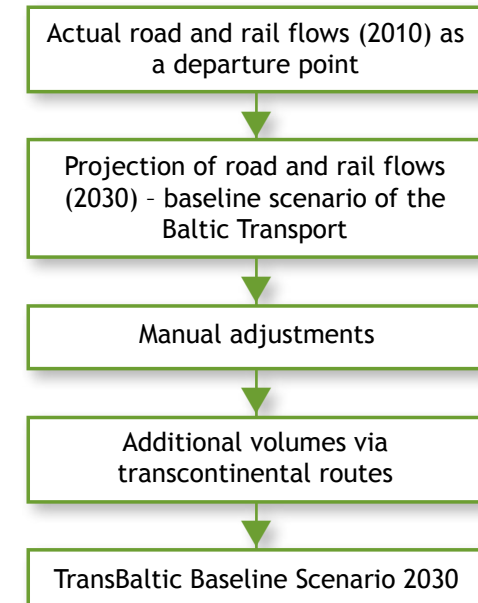 Actual road and rail flows (2010) as
a departure point
Projection of road and rail flows
(2030) – baseline scenario of the
Baltic Transport
Manual adjustments
Additional volumes via
transcontinental routes
TransBaltic Baseline Scenario 2030